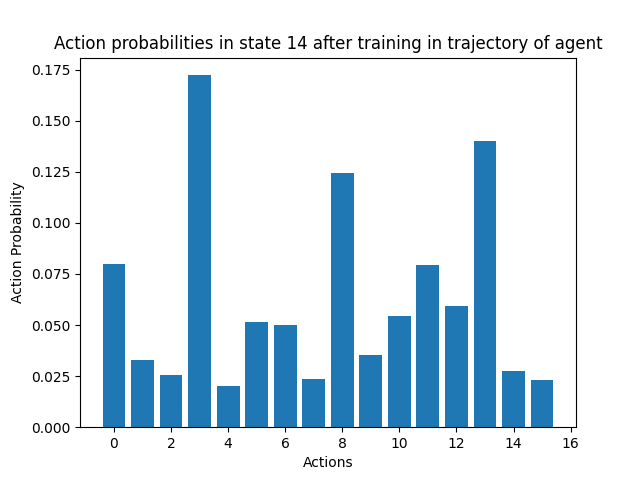 Action probabilities in state 14 after training in trajectory of agent
0.175
0.150
0.125
0.100
0.075
0.050
0.025
0.000
Action Probability
0 2 4 6 8 10 12 14 16
Actions